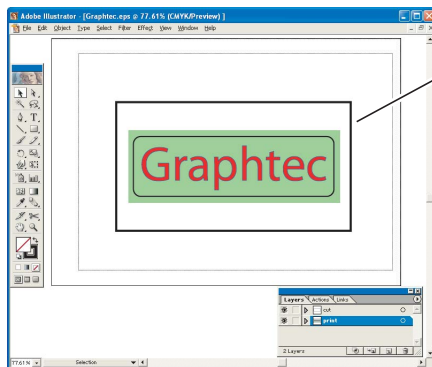 Adobe Illustrator - [Graphtec.eps @ 77.61% (CMYK/Preview) ]
File Edit Object Type Select Filter Effect View Window Help
Graphtec
Layers Actions Links
cut
print
2 Layers
77.61% Selection